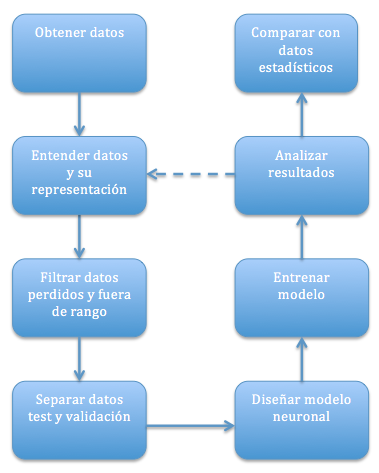 Obtener datos
Entender datos
y su
representación
Filtrar datos
perdidos y fuera
de rango
Separar datos
test y validación
Diseñar modelo
neuronal
Entrenar
modelo
Analizar
resultados
Comparar con
datos
estadísticos